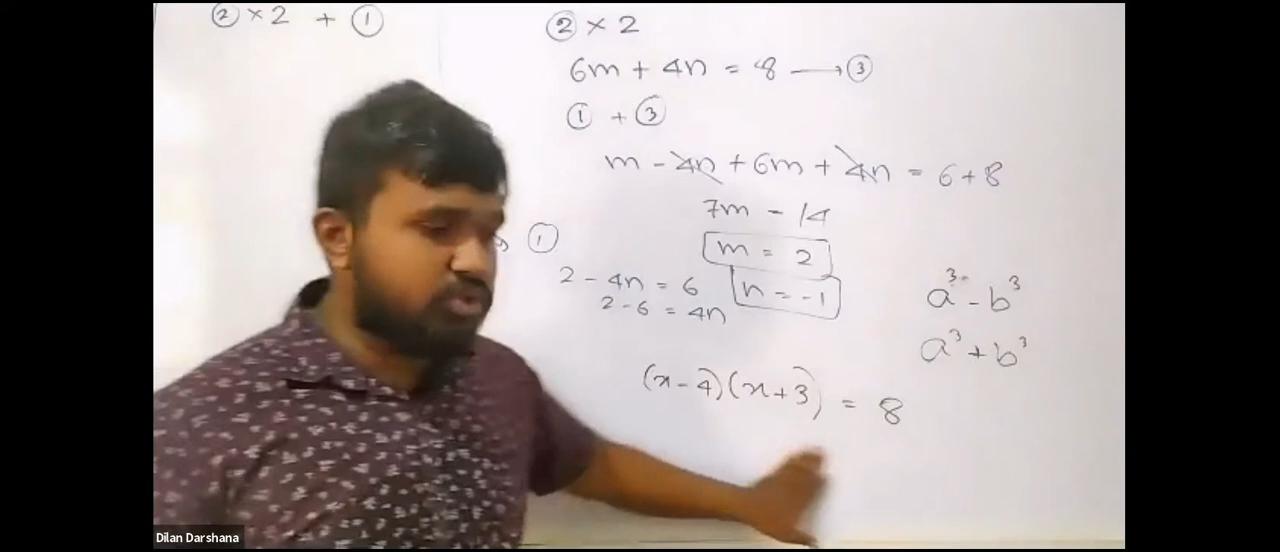 ② × 2 + ①
② × 2
6m + 4n = 8 → ③
① + ③
m - 4n + 6m + 4n = 6 + 8
7m = 14
①
m = 2
2 - 4n = 6
n = -1
2 - 6 = 4n
a³ - b³
a³ + b³
(x - 4)(x + 3) = 8
Dilan Darshana